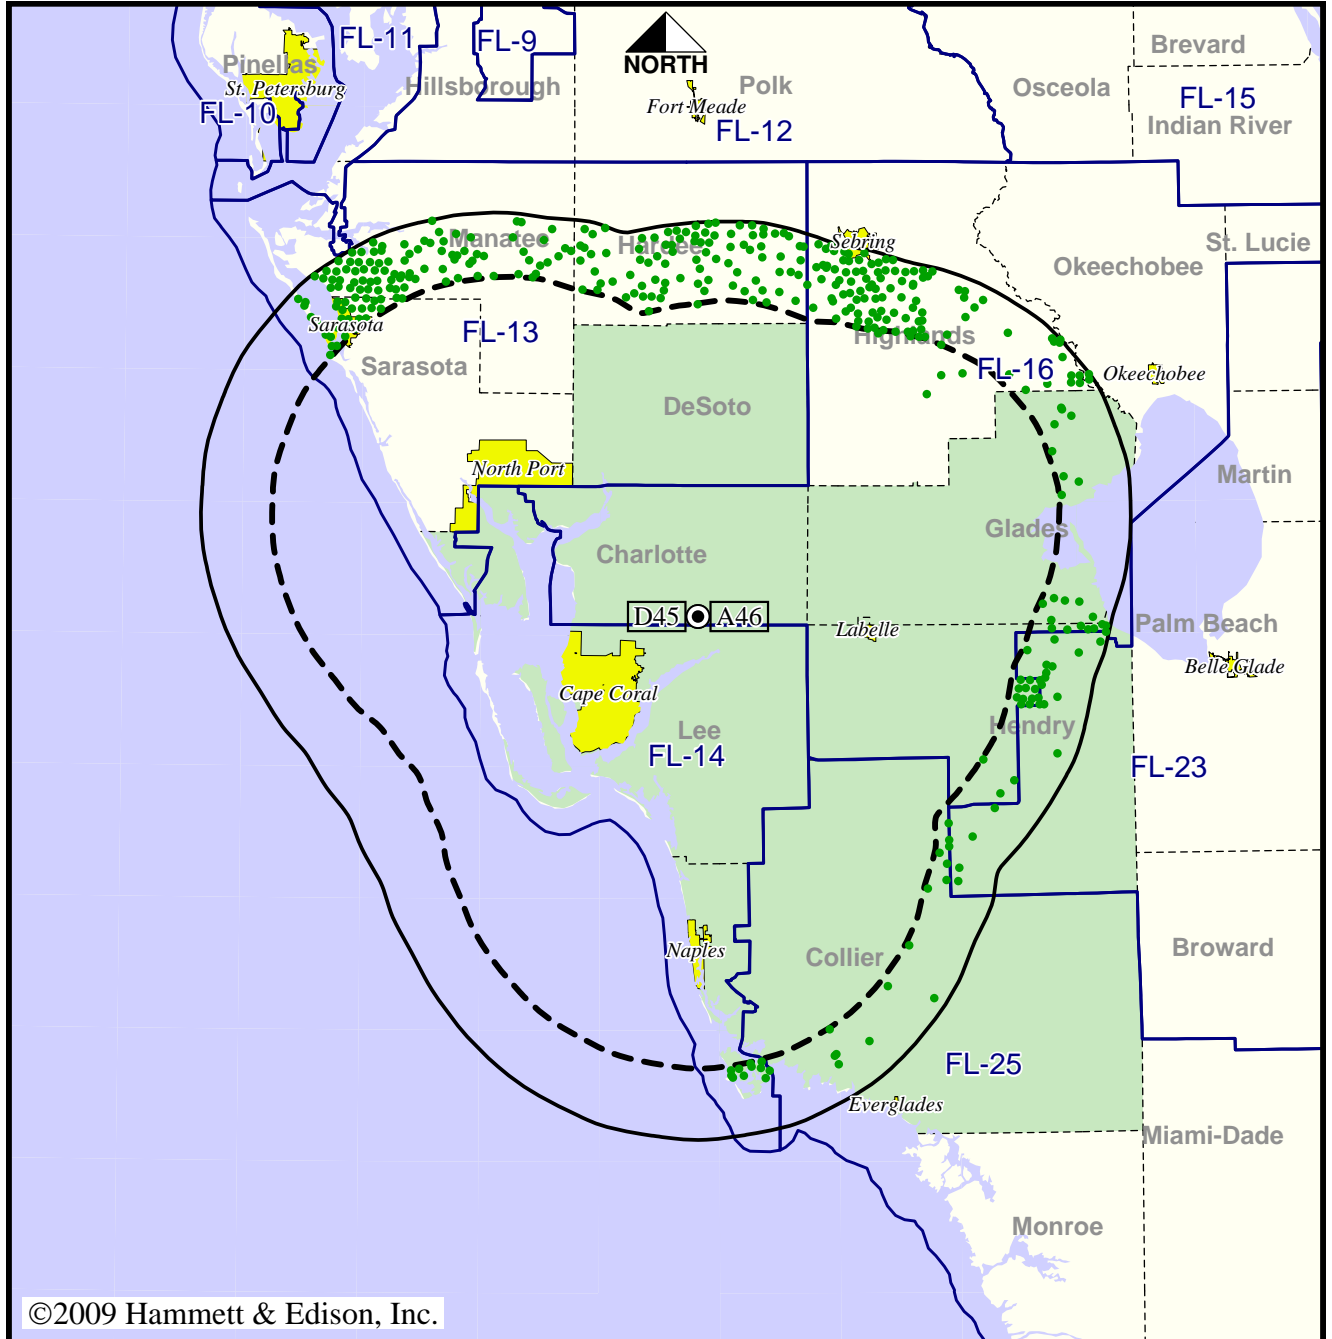 FL-11
FL-9
Pinellas
St. Petersburg
FL-10
Hillsborough
NORTH
Polk
Fort Meade
FL-12
Osceola
Brevard
FL-15
Indian River
Manatee
Hardee
Sebring
St. Lucie
Okeechobee
Sarasota
FL-13
Highlands
Sarasota
FL-16
Okeechobee
DeSoto
North Port
Martin
Glades
Charlotte
D45
A46
Labelle
Palm Beach
Belle Glade
Cape Coral
Lee
Hendry
FL-14
FL-23
Naples
Collier
Broward
FL-25
Everglades
Miami-Dade
Monroe
©2009 Hammett & Edison, Inc.